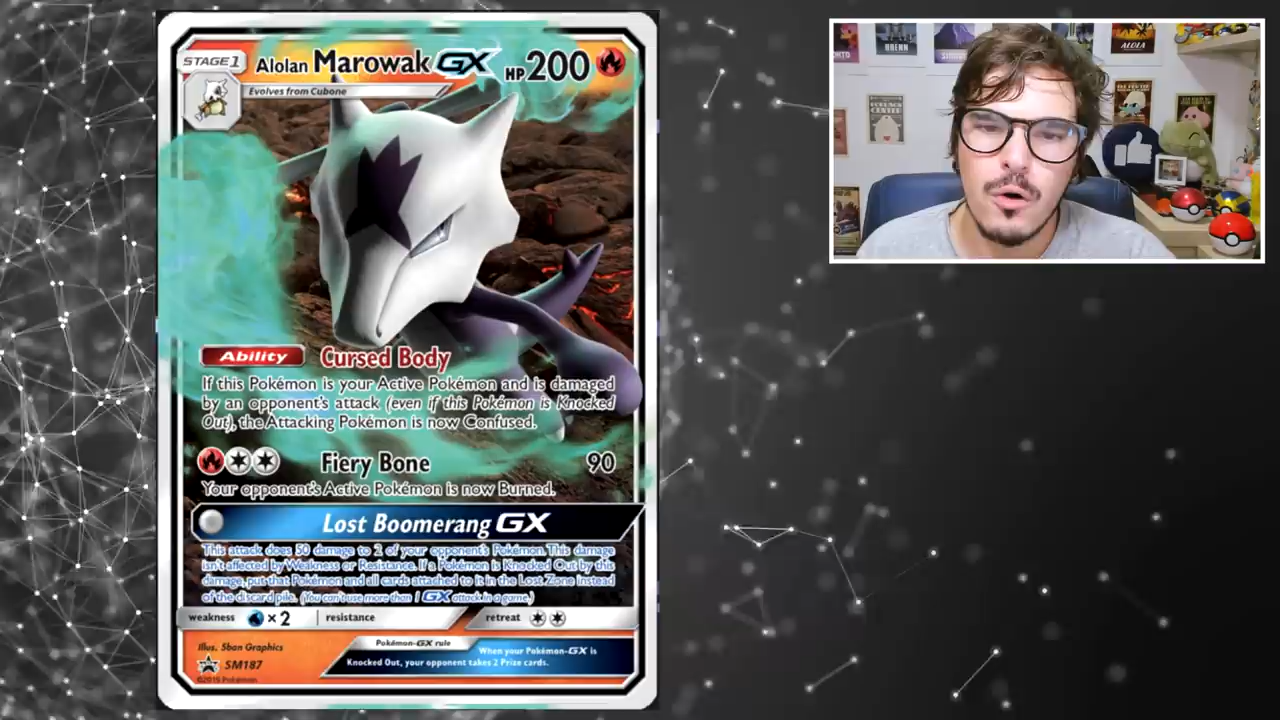 STAGE 1 Alolan Marowak GX HP 200
Evolves from Cubone
Ability Cursed Body
If this Pokémon is your Active Pokémon and is damaged
by an opponent's attack (even if this Pokémon is Knocked
Out), the Attacking Pokémon is now Confused.
Fiery Bone 90
Your opponent's Active Pokémon is now Burned.
Lost Boomerang GX
This attack does 50 damage to 2 of your opponent's Pokémon. This damage
isn't affected by Weakness or Resistance. If a Pokémon is Knocked Out by this
damage, put that Pokémon and all cards attached to it in the Lost Zone instead
of the discard pile. (You can't use more than 1 GX attack in a game.)
weakness ×2 resistance retreat
Illus. 5ban Graphics
SM187
©2019 Pokémon
Pokémon-GX rule
When your Pokémon-GX is
Knocked Out, your opponent takes 2 Prize cards.
ALOLA